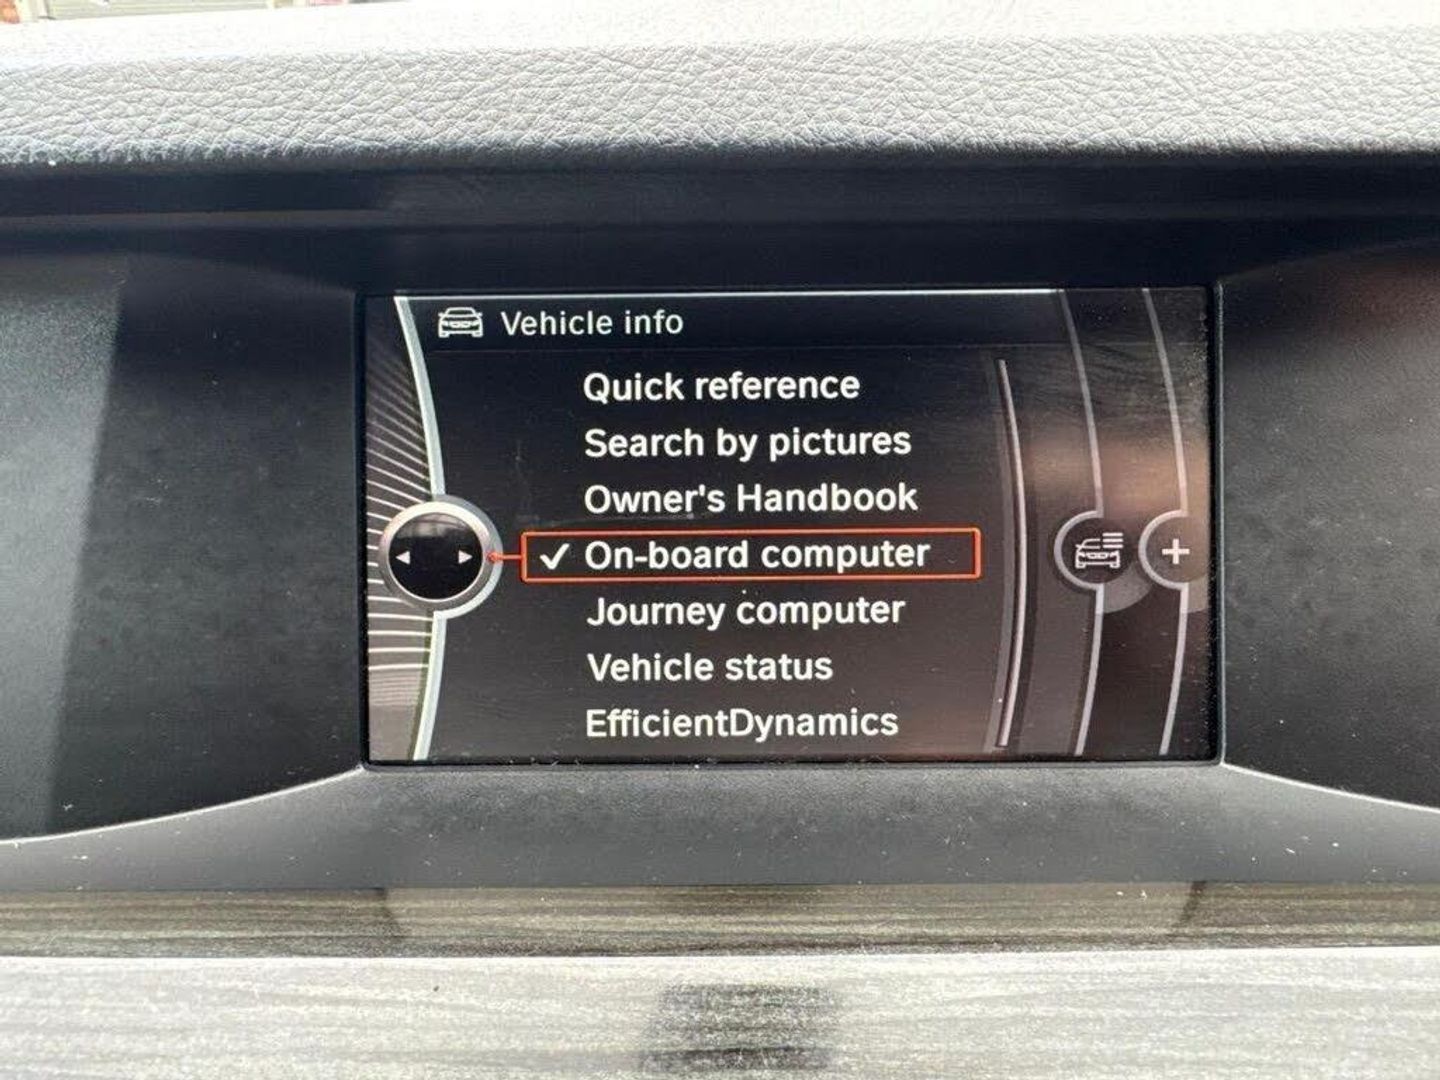 Vehicle info
Quick reference
Search by pictures
Owner's Handbook
✓ On-board computer
Journey computer
Vehicle status
EfficientDynamics